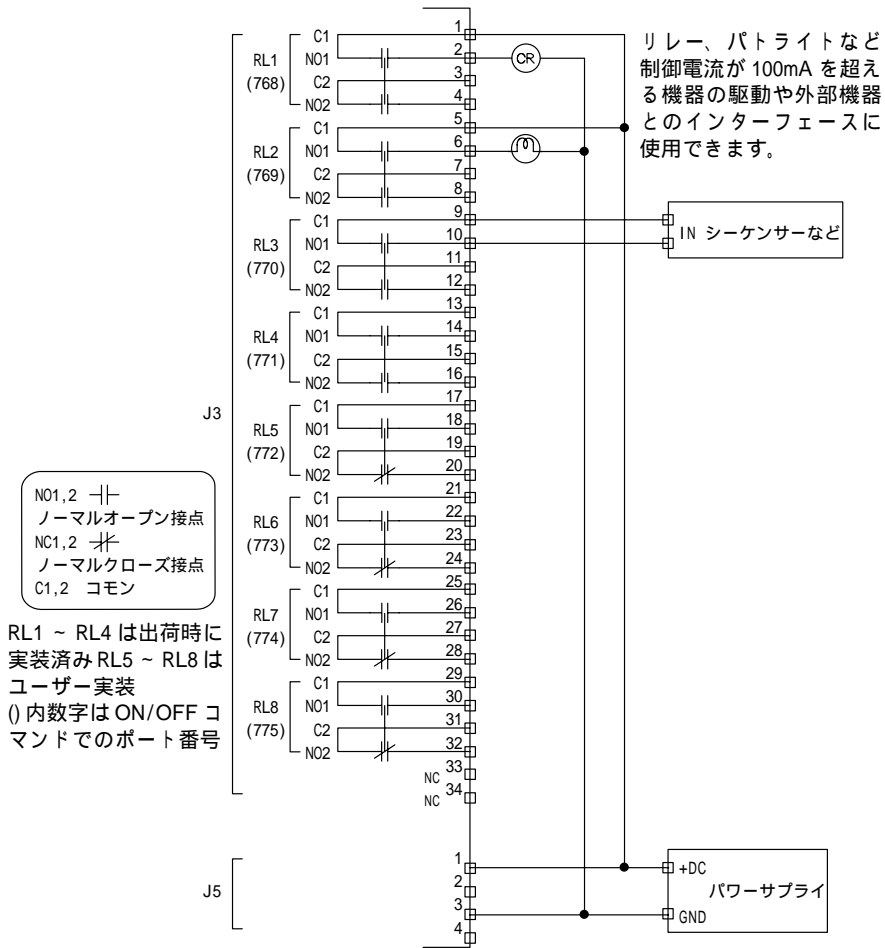 リレー、パトライトなど
制御電流が 100mA を超え
る機器の駆動や外部機器
とのインターフェースに
使用できます。
J3
RL1
(768)
C1
NO1
C2
NO2
1
2
3
4
CR
RL2
(769)
C1
NO1
C2
NO2
5
6
7
8
RL3
(770)
C1
NO1
C2
NO2
9
10
11
12
IN シーケンサーなど
RL4
(771)
C1
NO1
C2
NO2
13
14
15
16
RL5
(772)
C1
NO1
C2
NO2
17
18
19
20
RL6
(773)
C1
NO1
C2
NO2
21
22
23
24
RL7
(774)
C1
NO1
C2
NO2
25
26
27
28
RL8
(775)
C1
NO1
C2
NO2
29
30
31
32
NC 33
NC 34
NO1,2
ノーマルオープン接点
NC1,2
ノーマルクローズ接点
C1,2 コモン
RL1 ~ RL4 は出荷時に
実装済み RL5 ~ RL8 は
ユーザー実装
() 内数字は ON/OFF コ
マンドでのポート番号
J5
1
2
3
4
+DC
パワーサプライ
GND